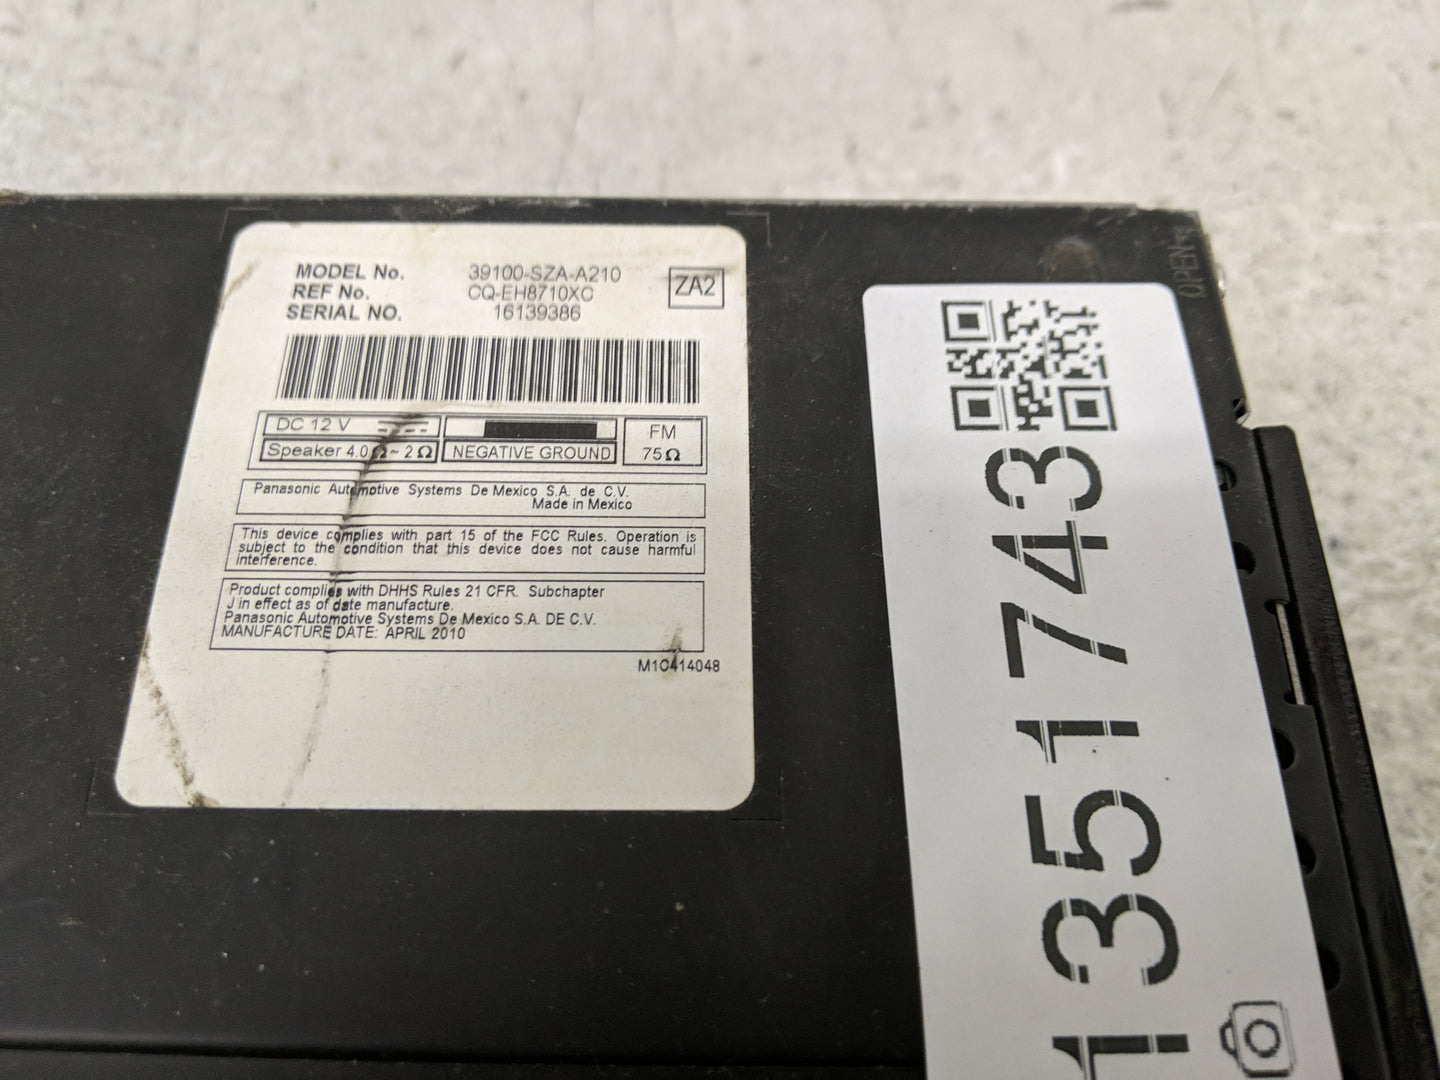 MODEL No. 39100-SZA-A210
REF No. CQ-EH8710XC
SERIAL NO. 16139386
ZA2
DC 12 V
Speaker 4.0Ω~2Ω
NEGATIVE GROUND
FM
75Ω
Panasonic Automotive Systems De Mexico S.A. de C.V.
Made in Mexico
This device complies with part 15 of the FCC Rules. Operation is
subject to the condition that this device does not cause harmful
interference.
Product complies with DHHS Rules 21 CFR. Subchapter
J in effect as of date manufacture.
Panasonic Automotive Systems De Mexico S.A. DE C.V.
MANUFACTURE DATE: APRIL 2010
M1C414048
OPEN
1351743